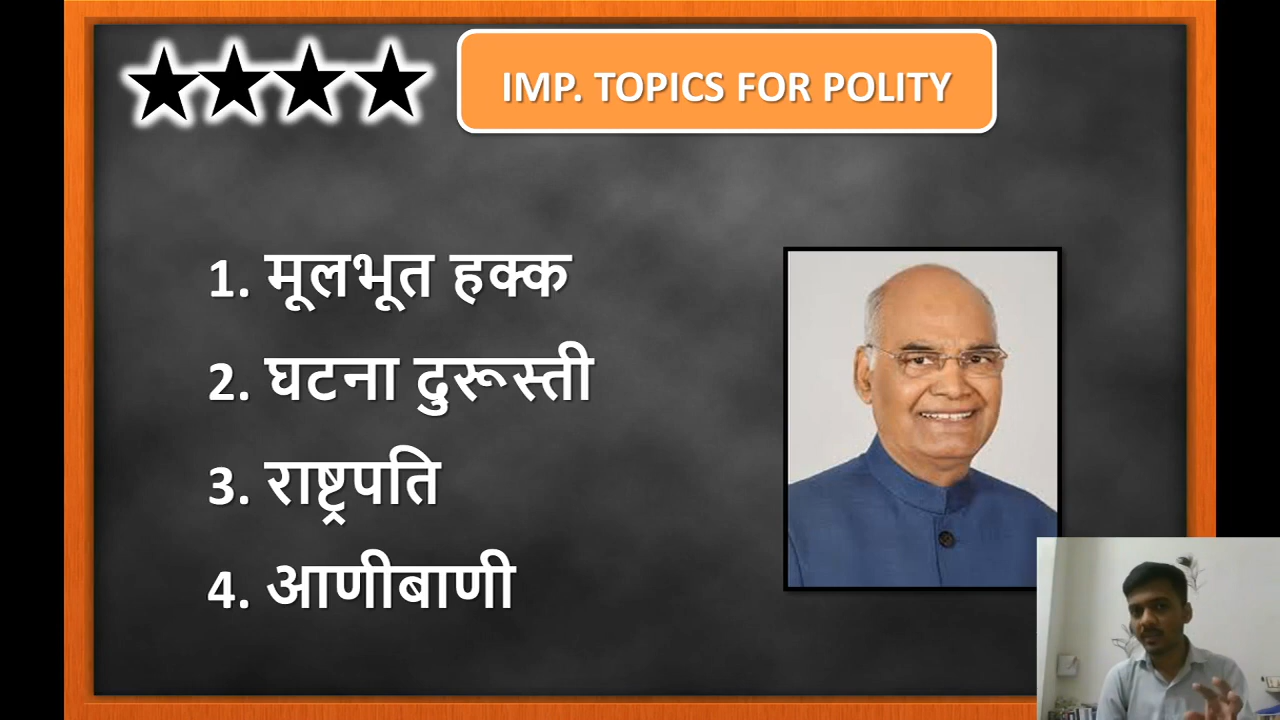 IMP. TOPICS FOR POLITY
1. मूलभूत हक्क
2. घटना दुरूस्ती
3. राष्ट्रपति
4. आणीबाणी